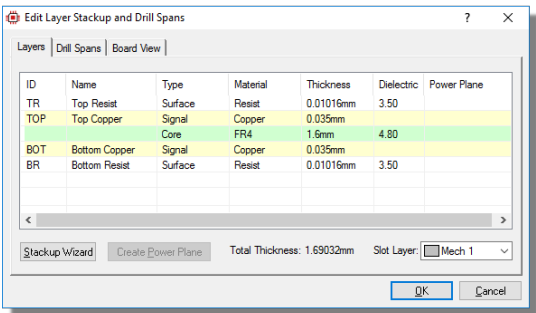 Edit Layer Stackup and Drill Spans ? ×
Layers Drill Spans Board View
ID Name Type Material Thickness Dielectric Power Plane
TR Top Resist Surface Resist 0.01016mm 3.50
TOP Top Copper Signal Copper 0.035mm
Core FR4 1.6mm 4.80
BOT Bottom Copper Signal Copper 0.035mm
BR Bottom Resist Surface Resist 0.01016mm 3.50
Stackup Wizard Create Power Plane Total Thickness: 1.69032mm Slot Layer: Mech 1
OK Cancel